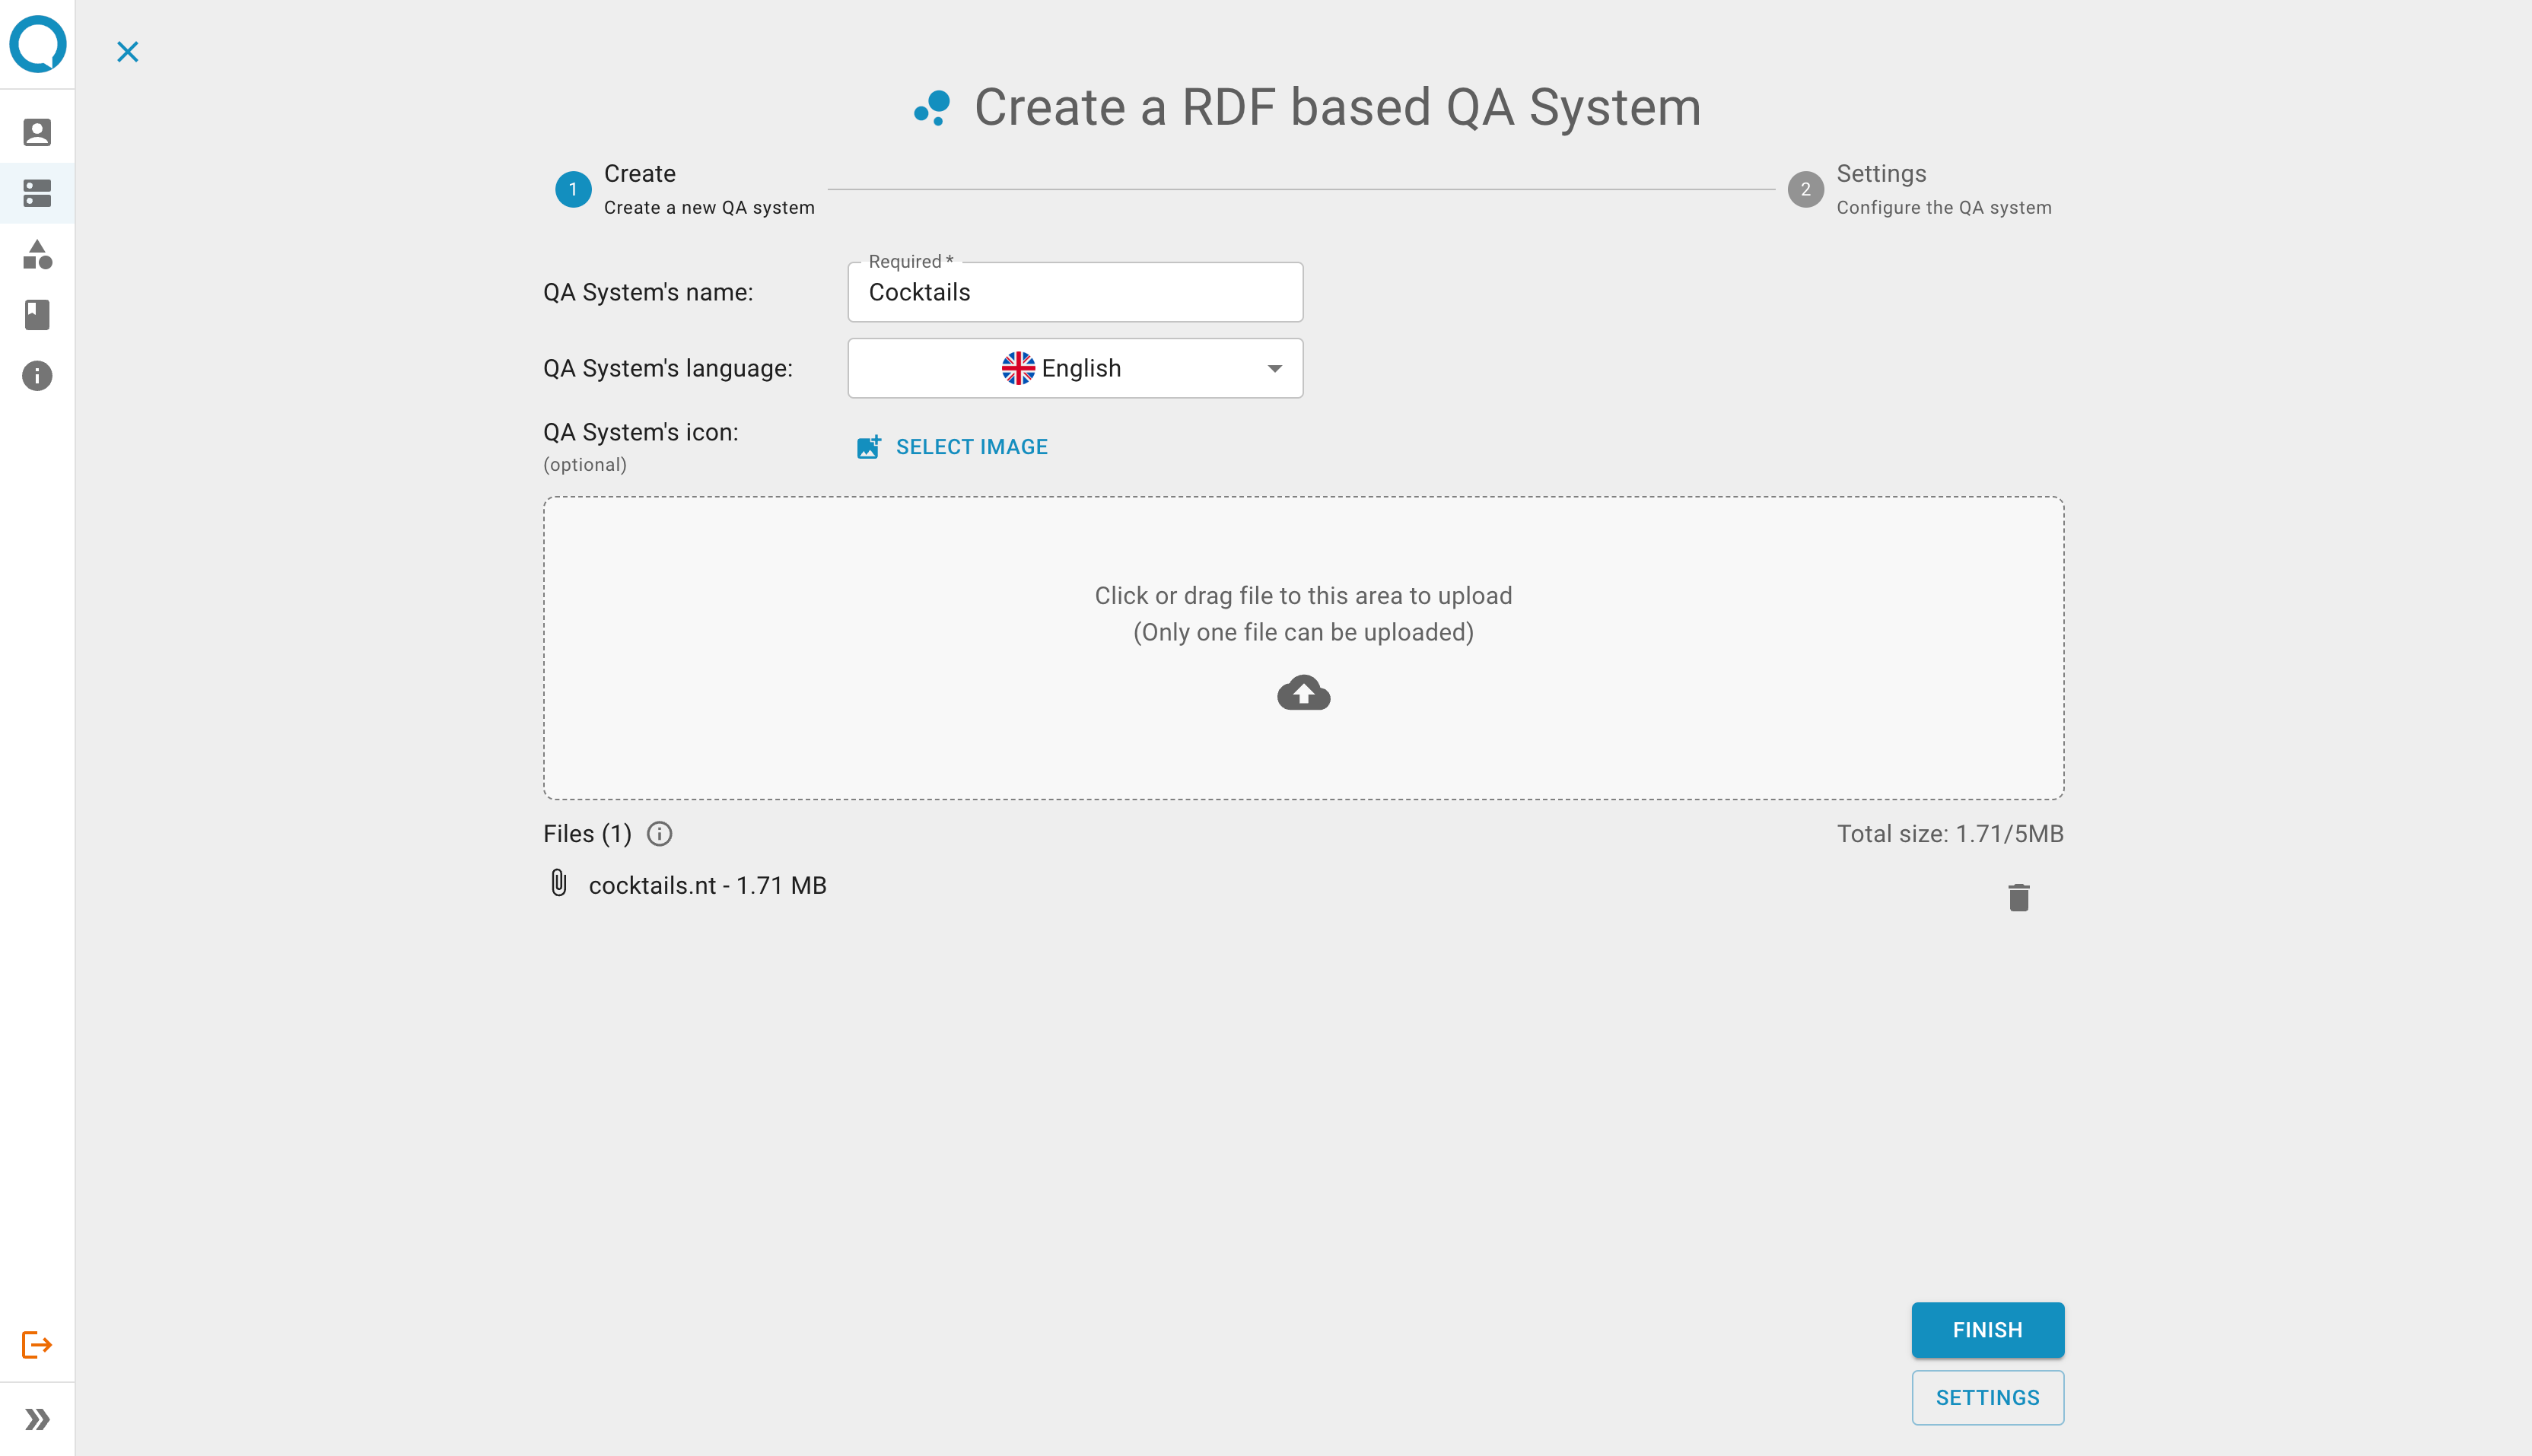 Create a RDF based QA System
1
Create
Create a new QA system
2
Settings
Configure the QA system
Required *
QA System's name:
Cocktails
QA System's language:
English
QA System's icon:
(optional)
SELECT IMAGE
Click or drag file to this area to upload
(Only one file can be uploaded)
Files (1)
Total size: 1.71/5MB
cocktails.nt - 1.71 MB
FINISH
SETTINGS